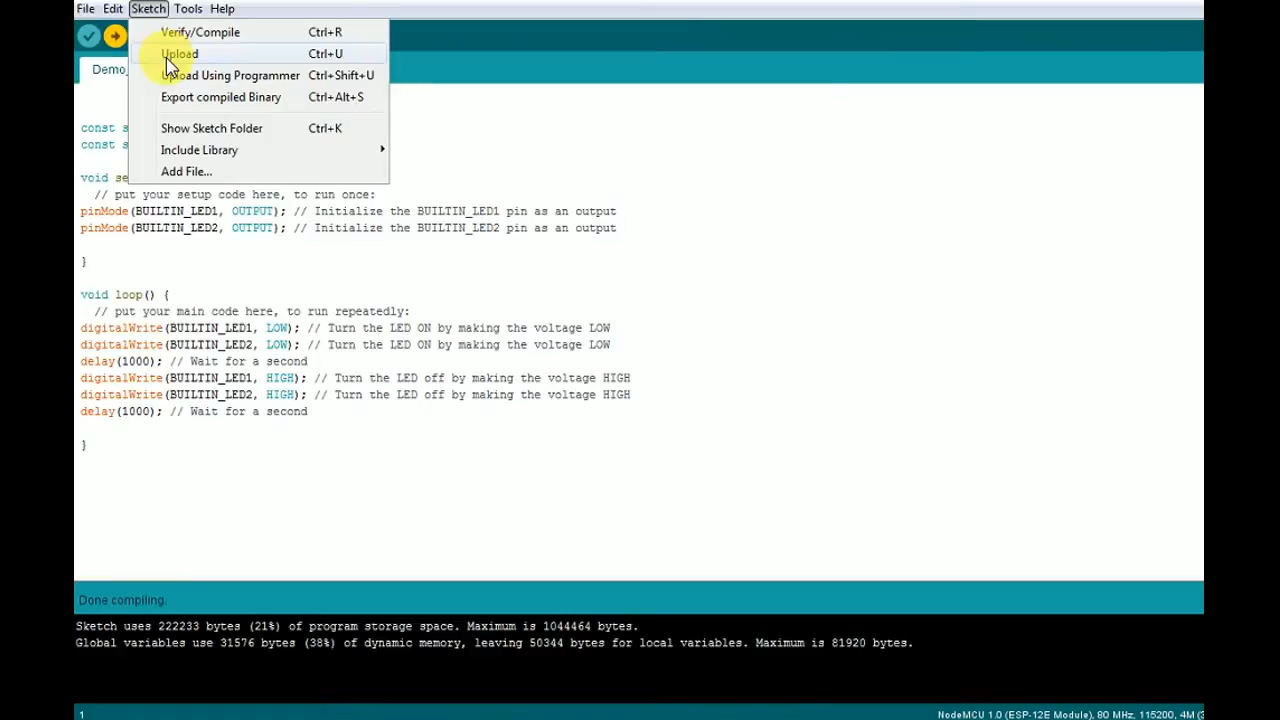 File Edit Sketch Tools Help
Verify/Compile Ctrl+R
Upload Ctrl+U
Upload Using Programmer Ctrl+Shift+U
Export compiled Binary Ctrl+Alt+S
Show Sketch Folder Ctrl+K
Include Library
Add File...
Demo_
const s
const s
void se
// put your setup code here, to run once:
pinMode(BUILTIN_LED1, OUTPUT); // Initialize the BUILTIN_LED1 pin as an output
pinMode(BUILTIN_LED2, OUTPUT); // Initialize the BUILTIN_LED2 pin as an output
}
void loop() {
// put your main code here, to run repeatedly:
digitalWrite(BUILTIN_LED1, LOW); // Turn the LED ON by making the voltage LOW
digitalWrite(BUILTIN_LED2, LOW); // Turn the LED ON by making the voltage LOW
delay(1000); // Wait for a second
digitalWrite(BUILTIN_LED1, HIGH); // Turn the LED off by making the voltage HIGH
digitalWrite(BUILTIN_LED2, HIGH); // Turn the LED off by making the voltage HIGH
delay(1000); // Wait for a second
}
Done compiling.
Sketch uses 222233 bytes (21%) of program storage space. Maximum is 1044464 bytes.
Global variables use 31576 bytes (38%) of dynamic memory, leaving 50344 bytes for local variables. Maximum is 81920 bytes.
1 NodeMCU 1.0 (ESP-12E Module), 80 MHz, 115200, 4M (3